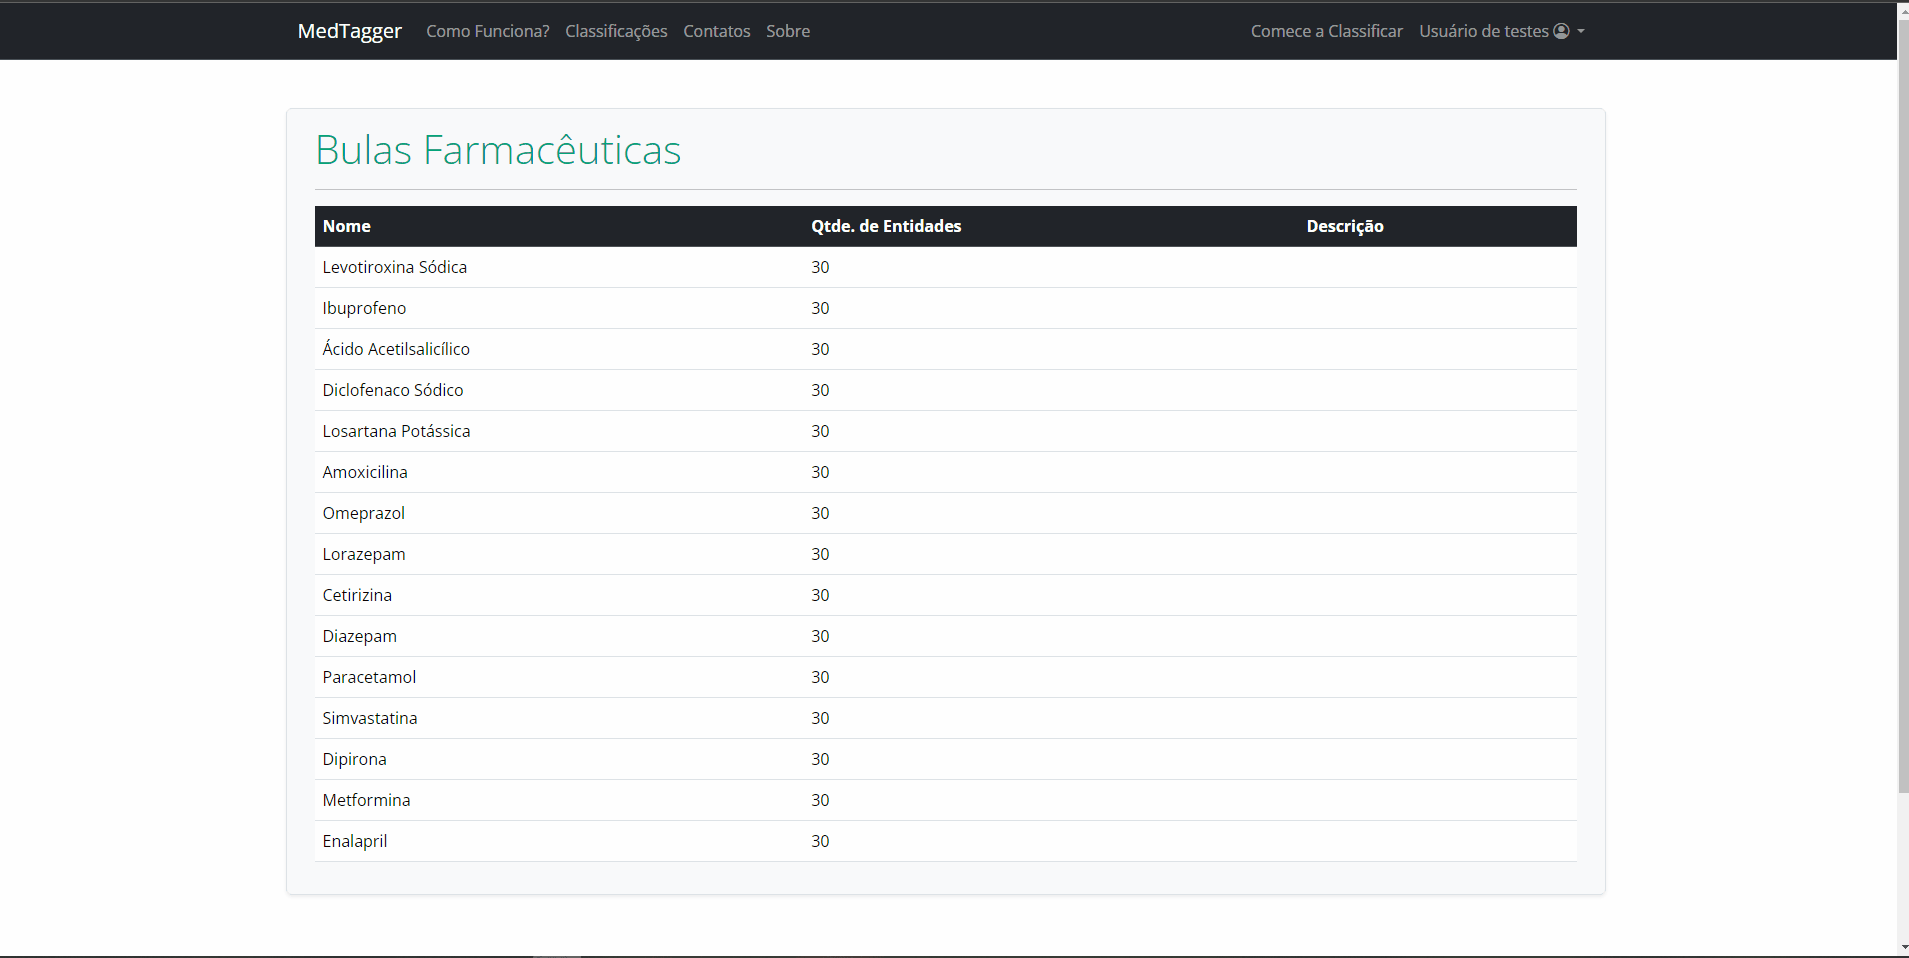 MedTagger Como Funciona? Classificações Contatos Sobre Comece a Classificar Usuário de testes
Bulas Farmacêuticas
Nome Qtde. de Entidades Descrição
Levotiroxina Sódica 30
Ibuprofeno 30
Ácido Acetilsalicílico 30
Diclofenaco Sódico 30
Losartana Potássica 30
Amoxicilina 30
Omeprazol 30
Lorazepam 30
Cetirizina 30
Diazepam 30
Paracetamol 30
Simvastatina 30
Dipirona 30
Metformina 30
Enalapril 30